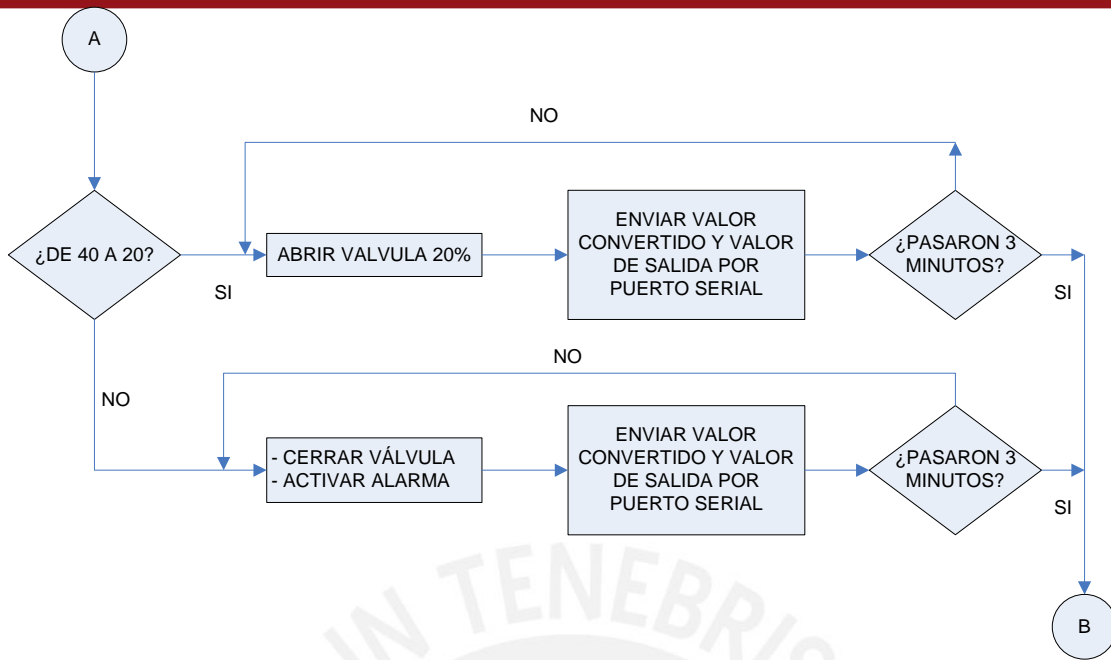 A
NO
¿DE 40 A 20?
SI
ABRIR VALVULA 20%
ENVIAR VALOR
CONVERTIDO Y VALOR
DE SALIDA POR
PUERTO SERIAL
¿PASARON 3
MINUTOS?
SI
NO
NO
- CERRAR VÁLVULA
- ACTIVAR ALARMA
ENVIAR VALOR
CONVERTIDO Y VALOR
DE SALIDA POR
PUERTO SERIAL
¿PASARON 3
MINUTOS?
SI
B
IN TENEBRIS